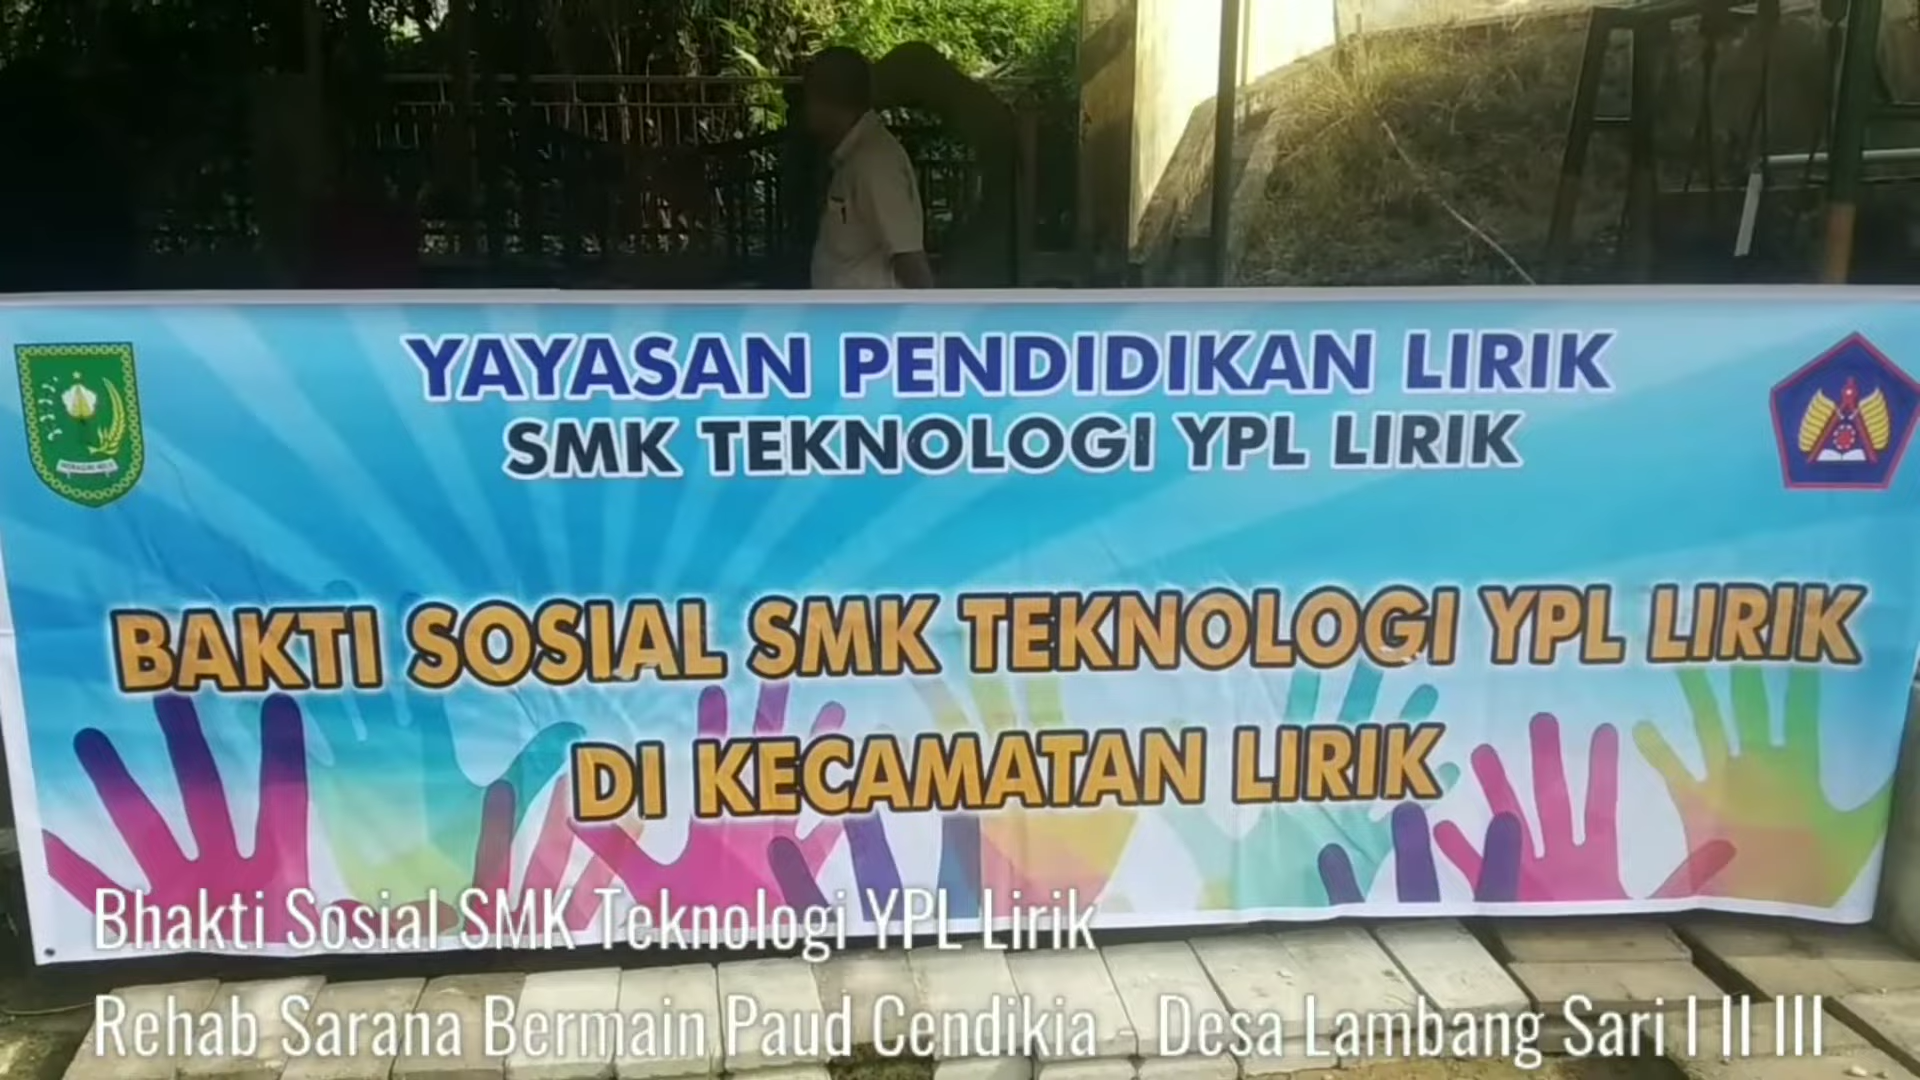 YAYASAN PENDIDIKAN LIRIK
SMK TEKNOLOGI YPL LIRIK
BAKTI SOSIAL SMK TEKNOLOGI YPL LIRIK
DI KECAMATAN LIRIK
Bhakti Sosial SMK Teknologi YPL Lirik
Rehab Sarana Bermain Paud Cendikia - Desa Lambang Sari I II III